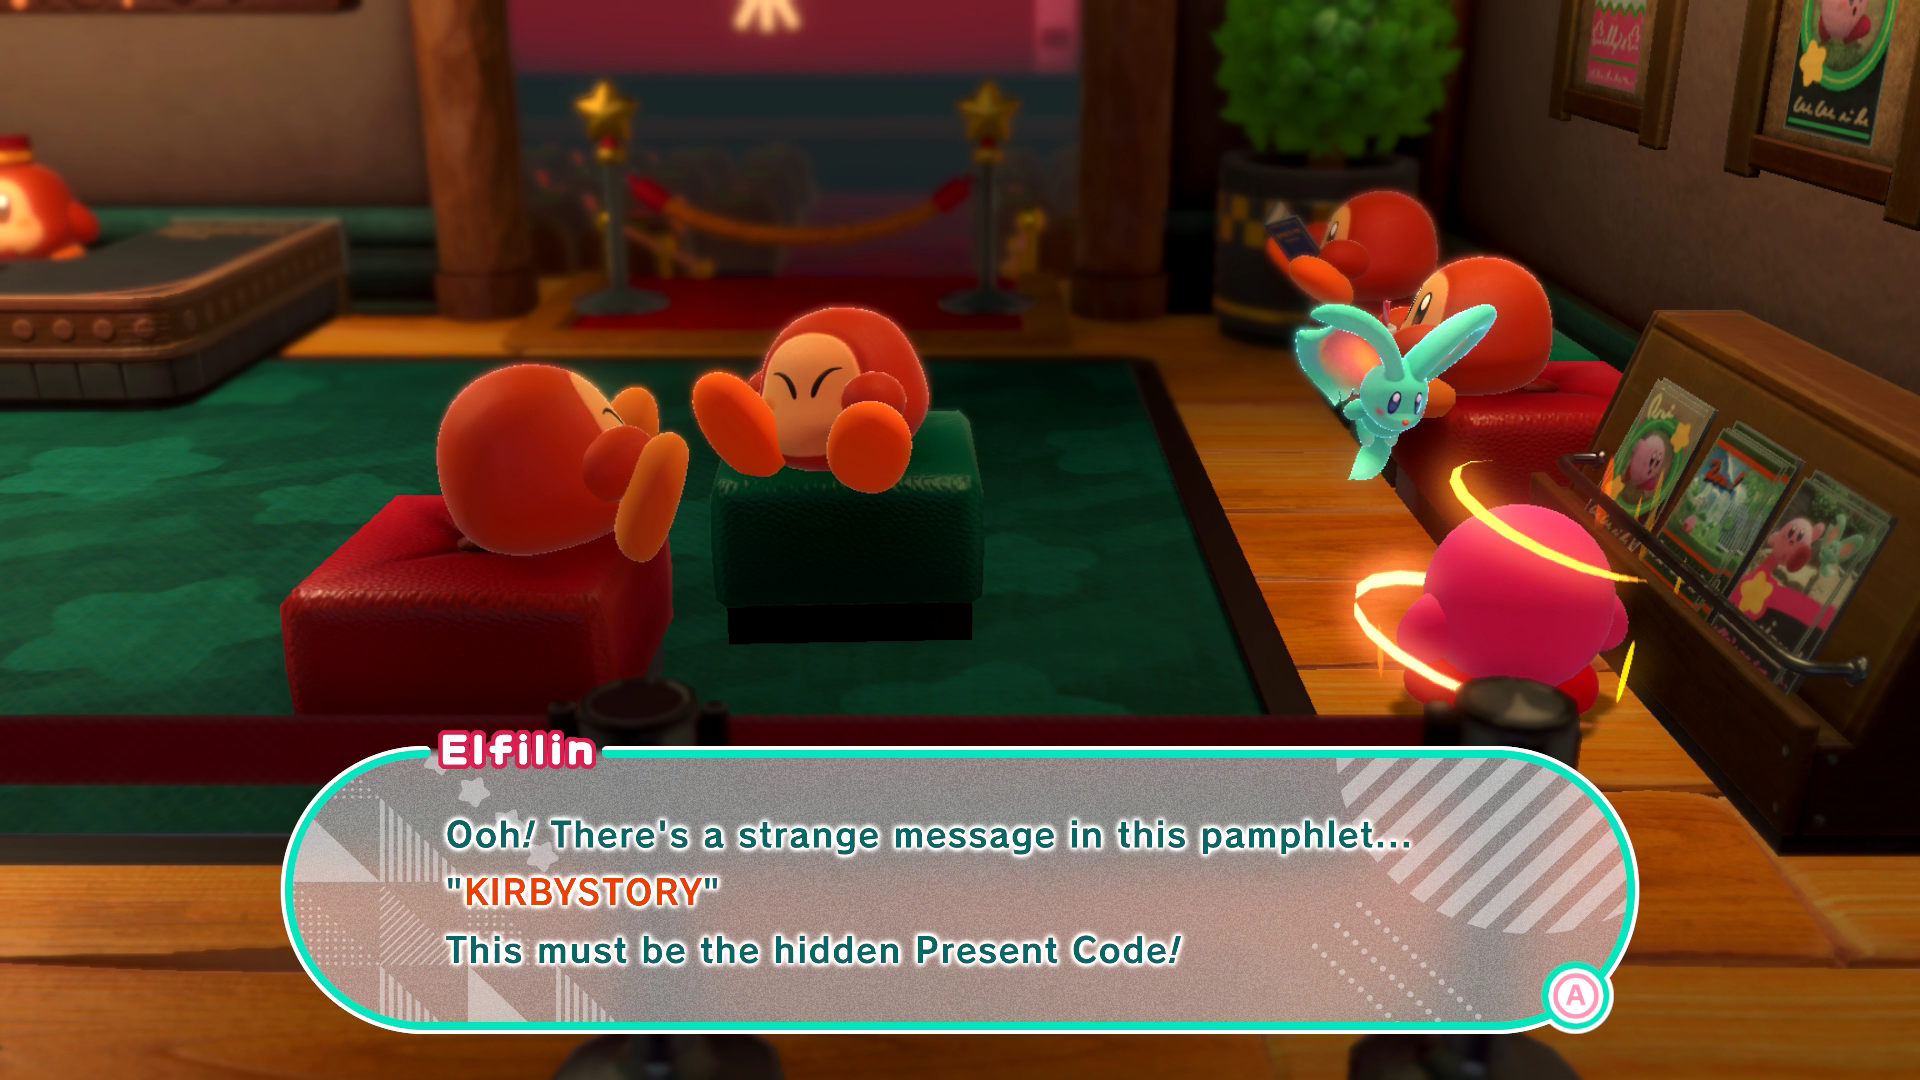 Elfilin
Ooh! There's a strange message in this pamphlet...
"KIRBYSTORY"
This must be the hidden Present Code!
A